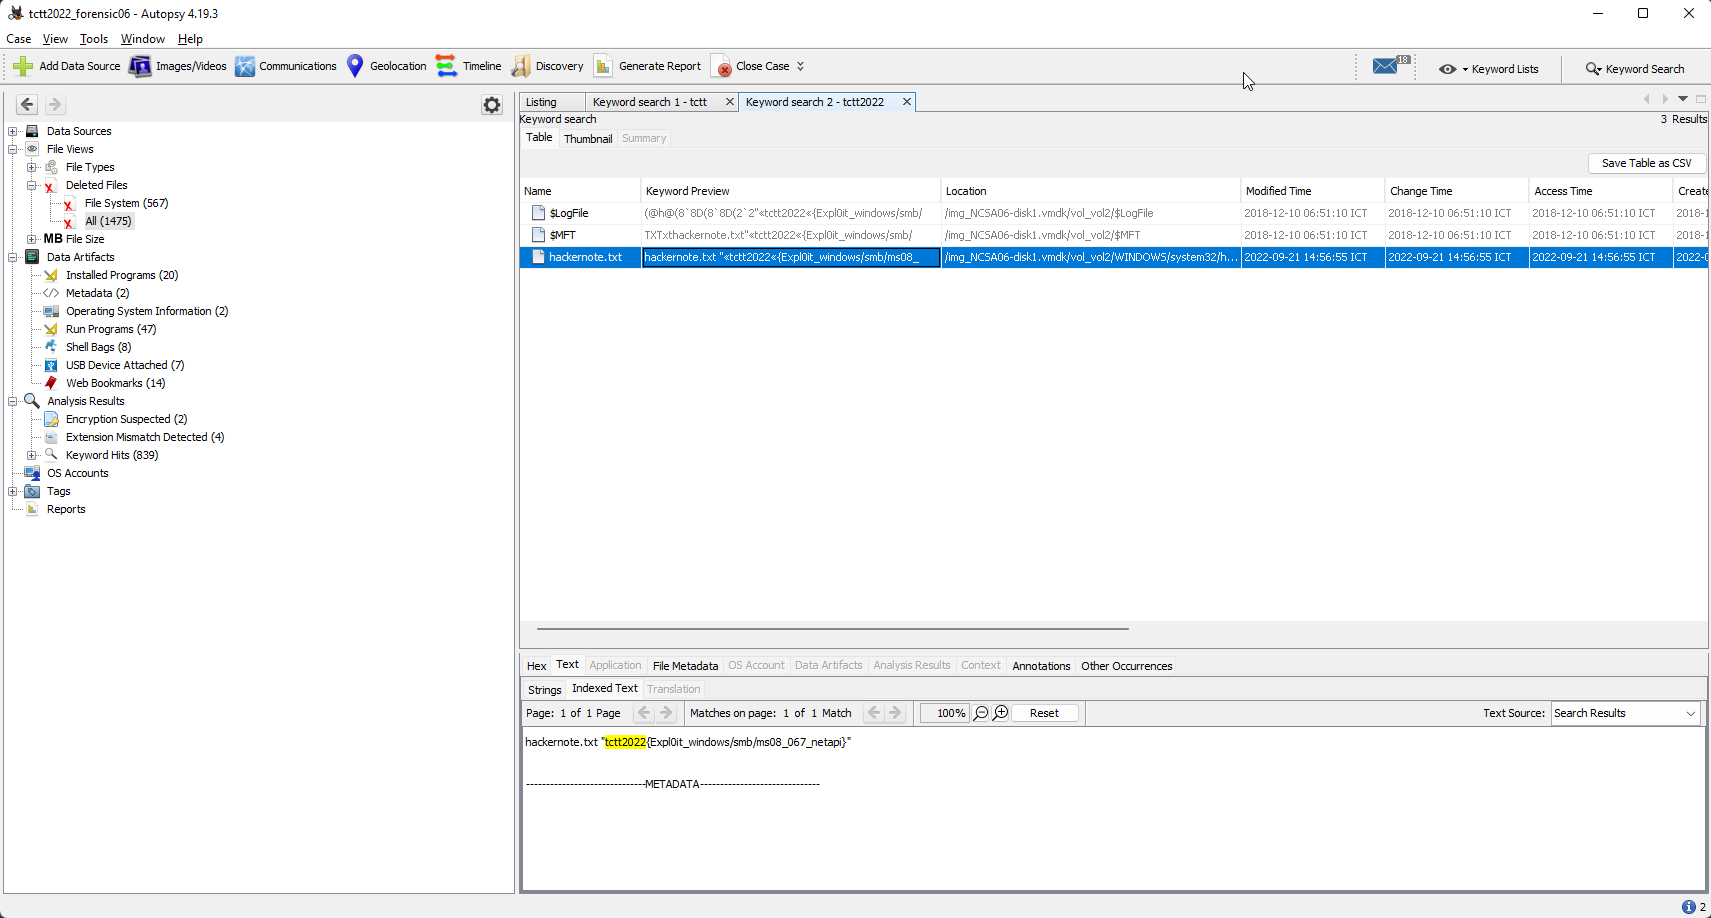 tctt2022_forensic06 - Autopsy 4.19.3
Case View Tools Window Help
Add Data Source Images/Videos Communications Geolocation Timeline Discovery Generate Report Close Case 18 Keyword Lists Keyword Search
Data Sources
File Views
File Types
Deleted Files
File System (567)
All (1475)
MB File Size
Data Artifacts
Installed Programs (20)
Metadata (2)
Operating System Information (2)
Run Programs (47)
Shell Bags (8)
USB Device Attached (7)
Web Bookmarks (14)
Analysis Results
Encryption Suspected (2)
Extension Mismatch Detected (4)
Keyword Hits (839)
OS Accounts
Tags
Reports
Listing Keyword search 1 - tctt Keyword search 2 - tctt2022
Keyword search 3 Results
Table Thumbnail Summary
Save Table as CSV
Name Keyword Preview Location Modified Time Change Time Access Time Create
$LogFile (@h@(8`8D(8`8D(2`2"«tctt2022«{Expl0it_windows/smb/ /img_NCSA06-disk1.vmdk/vol_vol2/$LogFile 2018-12-10 06:51:10 ICT 2018-12-10 06:51:10 ICT 2018-12-10 06:51:10 ICT 2018-1
$MFT TXTxthackernote.txt"«tctt2022«{Expl0it_windows/smb/ /img_NCSA06-disk1.vmdk/vol_vol2/$MFT 2018-12-10 06:51:10 ICT 2018-12-10 06:51:10 ICT 2018-12-10 06:51:10 ICT 2018-1
hackernote.txt hackernote.txt "«tctt2022«{Expl0it_windows/smb/ms08_ /img_NCSA06-disk1.vmdk/vol_vol2/WINDOWS/system32/h... 2022-09-21 14:56:55 ICT 2022-09-21 14:56:55 ICT 2022-09-21 14:56:55 ICT 2022-0
Hex Text Application File Metadata OS Account Data Artifacts Analysis Results Context Annotations Other Occurrences
Strings Indexed Text Translation
Page: 1 of 1 Page Matches on page: 1 of 1 Match 100% Reset Text Source: Search Results
hackernote.txt "tctt2022{Expl0it_windows/smb/ms08_067_netapi}"
------------------------------METADATA------------------------------
2